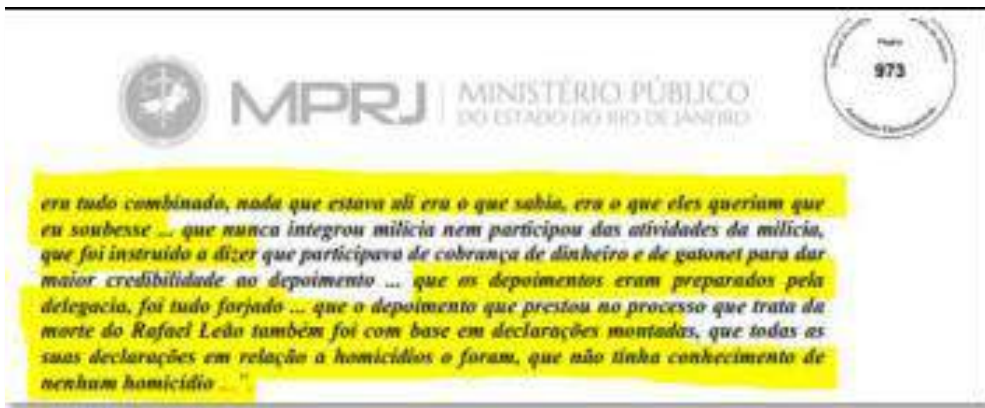 973
MPRJ
MINISTÉRIO PÚBLICO
DO ESTADO DO RIO DE JANEIRO
era tudo combinado, nada que estava ali era o que sabia, era o que eles queriam que
eu soubesse ... que nunca integrou milícia nem participou das atividades da milícia,
que foi instruído a dizer que participava de cobrança de dinheiro e de gatonet para dar
maior credibilidade ao depoimento ... que os depoimentos eram preparados pela
delegacia, foi tudo forjado ... que o depoimento que prestou no processo que trata da
morte do Rafael Leão também foi com base em declarações montadas, que todas as
suas declarações em relação a homicídios o foram, que não tinha conhecimento de
nenhum homicídio ..."